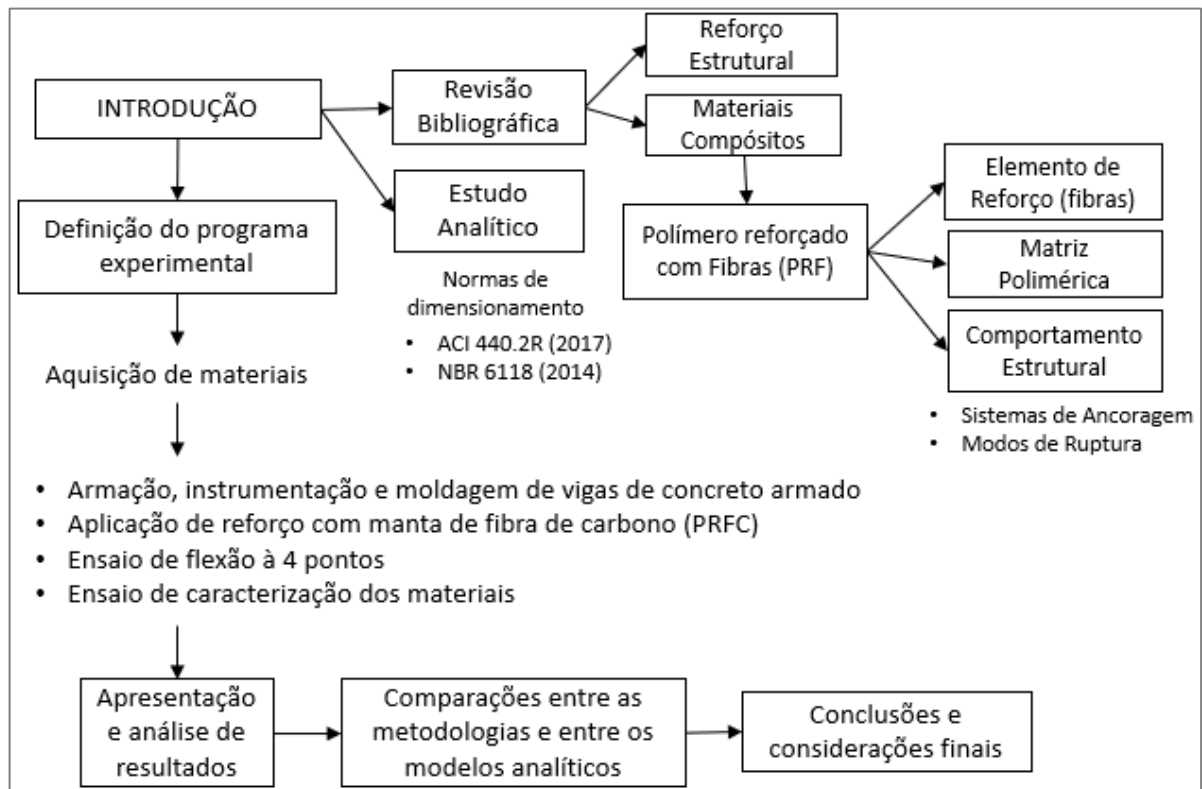 INTRODUÇÃO
Revisão
Bibliográfica
Reforço
Estrutural
Materiais
Compósitos
Estudo
Analítico
Normas de
dimensionamento
• ACI 440.2R (2017)
• NBR 6118 (2014)
Polímero reforçado
com Fibras (PRF)
Elemento de
Reforço (fibras)
Matriz
Polimérica
Comportamento
Estrutural
• Sistemas de Ancoragem
• Modos de Ruptura
Definição do programa
experimental
Aquisição de materiais
• Armação, instrumentação e moldagem de vigas de concreto armado
• Aplicação de reforço com manta de fibra de carbono (PRFC)
• Ensaio de flexão à 4 pontos
• Ensaio de caracterização dos materiais
Apresentação
e análise de
resultados
Comparações entre as
metodologias e entre os
modelos analíticos
Conclusões e
considerações finais